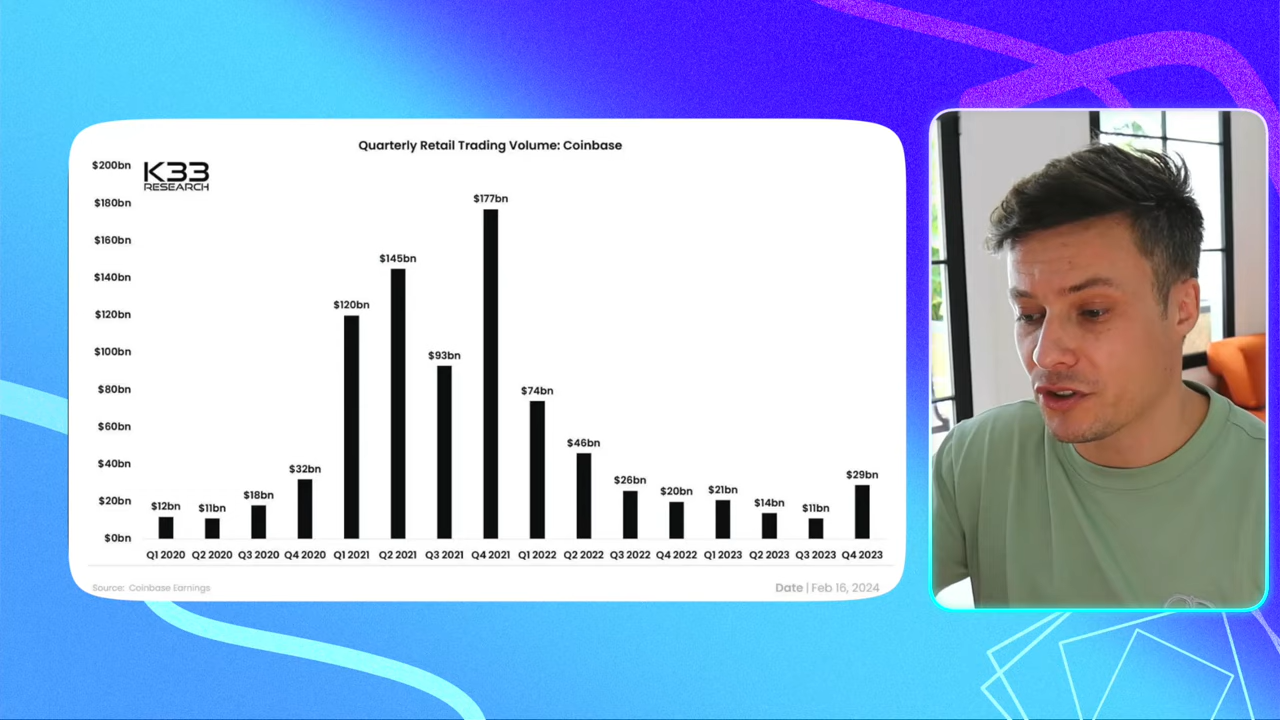 Quarterly Retail Trading Volume: Coinbase
K33
RESEARCH
$200bn
$180bn
$160bn
$140bn
$120bn
$100bn
$80bn
$60bn
$40bn
$20bn
$0bn
$12bn
$11bn
$18bn
$32bn
$120bn
$145bn
$93bn
$177bn
$74bn
$46bn
$26bn
$20bn
$21bn
$14bn
$11bn
$29bn
Q1 2020 Q2 2020 Q3 2020 Q4 2020 Q1 2021 Q2 2021 Q3 2021 Q4 2021 Q1 2022 Q2 2022 Q3 2022 Q4 2022 Q1 2023 Q2 2023 Q3 2023 Q4 2023
Source: Coinbase Earnings
Date | Feb 16, 2024